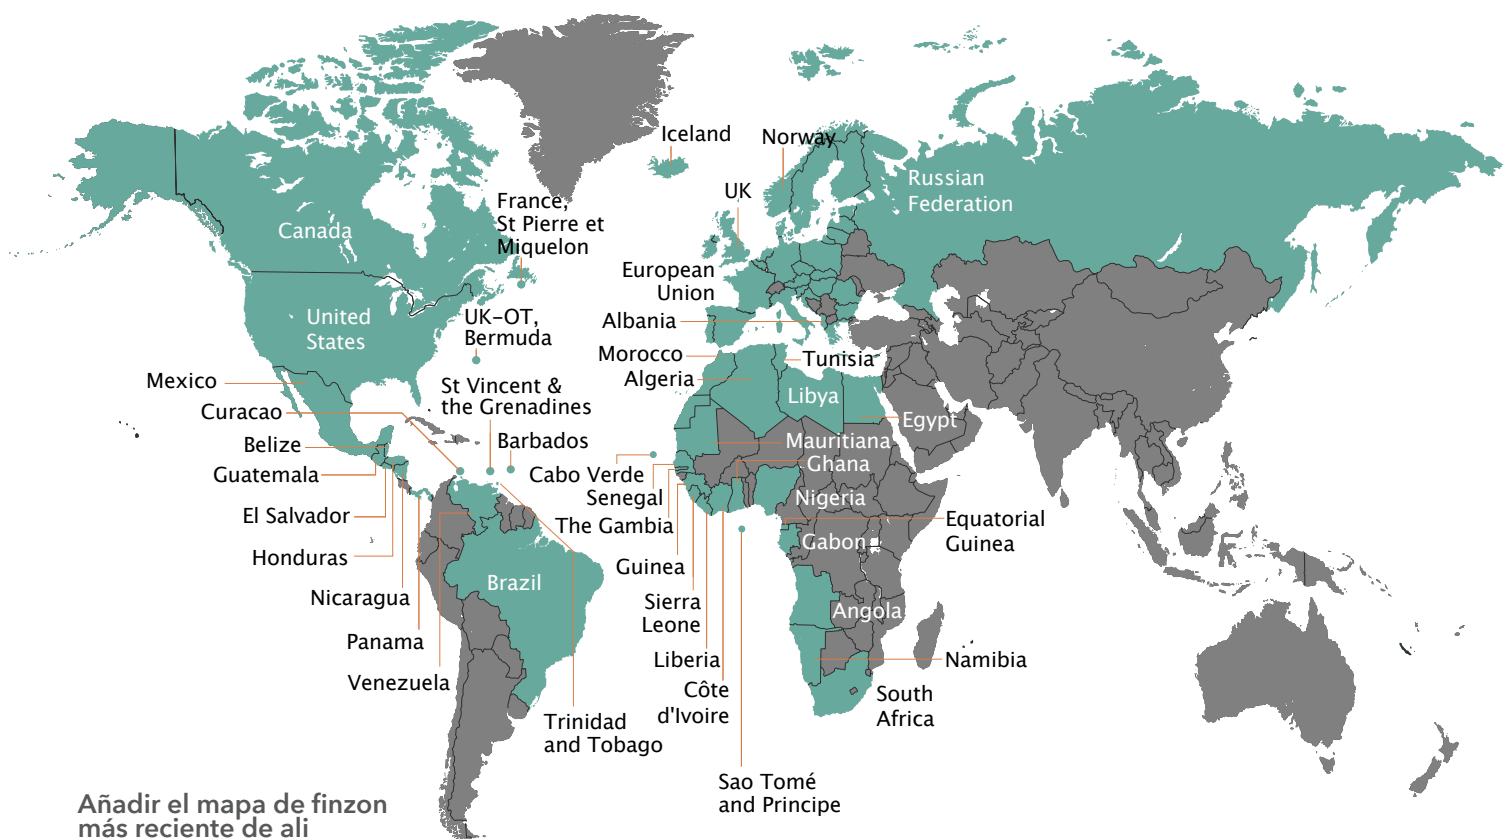 Iceland
Norway
UK
Russian
Federation
France,
St Pierre et
Miquelon
Canada
European
Union
United
States
UK–OT,
Bermuda
Albania
Morocco
Tunisia
Algeria
Mexico
St Vincent &
the Grenadines
Libya
Curacao
Egypt
Belize
Barbados
Mauritiana
Ghana
Guatemala
Cabo Verde
Senegal
Nigeria
El Salvador
The Gambia
Equatorial
Guinea
Honduras
Gabon
Guinea
Brazil
Nicaragua
Sierra
Leone
Angola
Panama
Liberia
Namibia
Venezuela
Côte
d'Ivoire
South
Africa
Trinidad
and Tobago
Sao Tomé
and Principe
Añadir el mapa de finzon
más reciente de ali